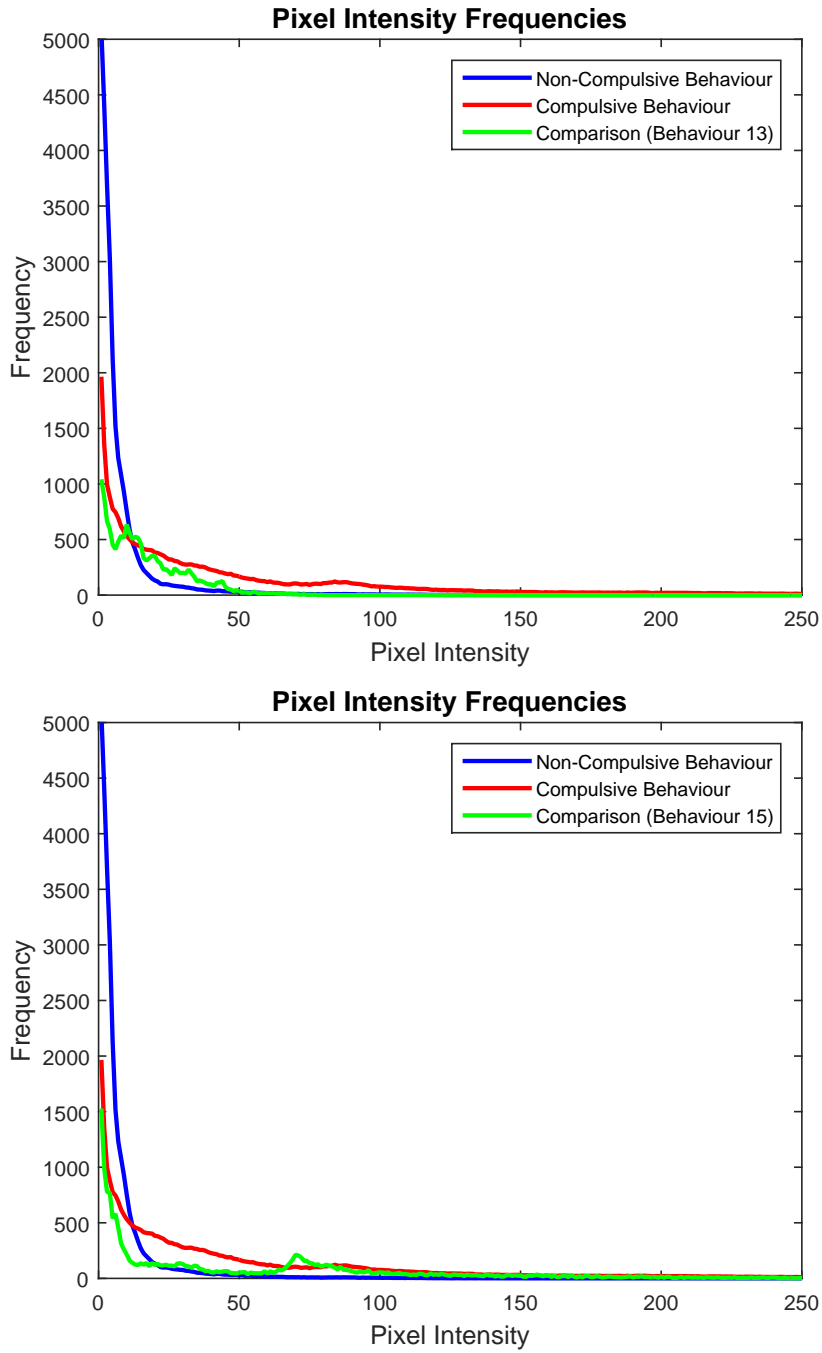 Pixel Intensity Frequencies
5000
4500
4000
3500
3000
2500
2000
1500
1000
500
0
Frequency
Non-Compulsive Behaviour
Compulsive Behaviour
Comparison (Behaviour 13)
0 50 100 150 200 250
Pixel Intensity
Pixel Intensity Frequencies
5000
4500
4000
3500
3000
2500
2000
1500
1000
500
0
Frequency
Non-Compulsive Behaviour
Compulsive Behaviour
Comparison (Behaviour 15)
0 50 100 150 200 250
Pixel Intensity